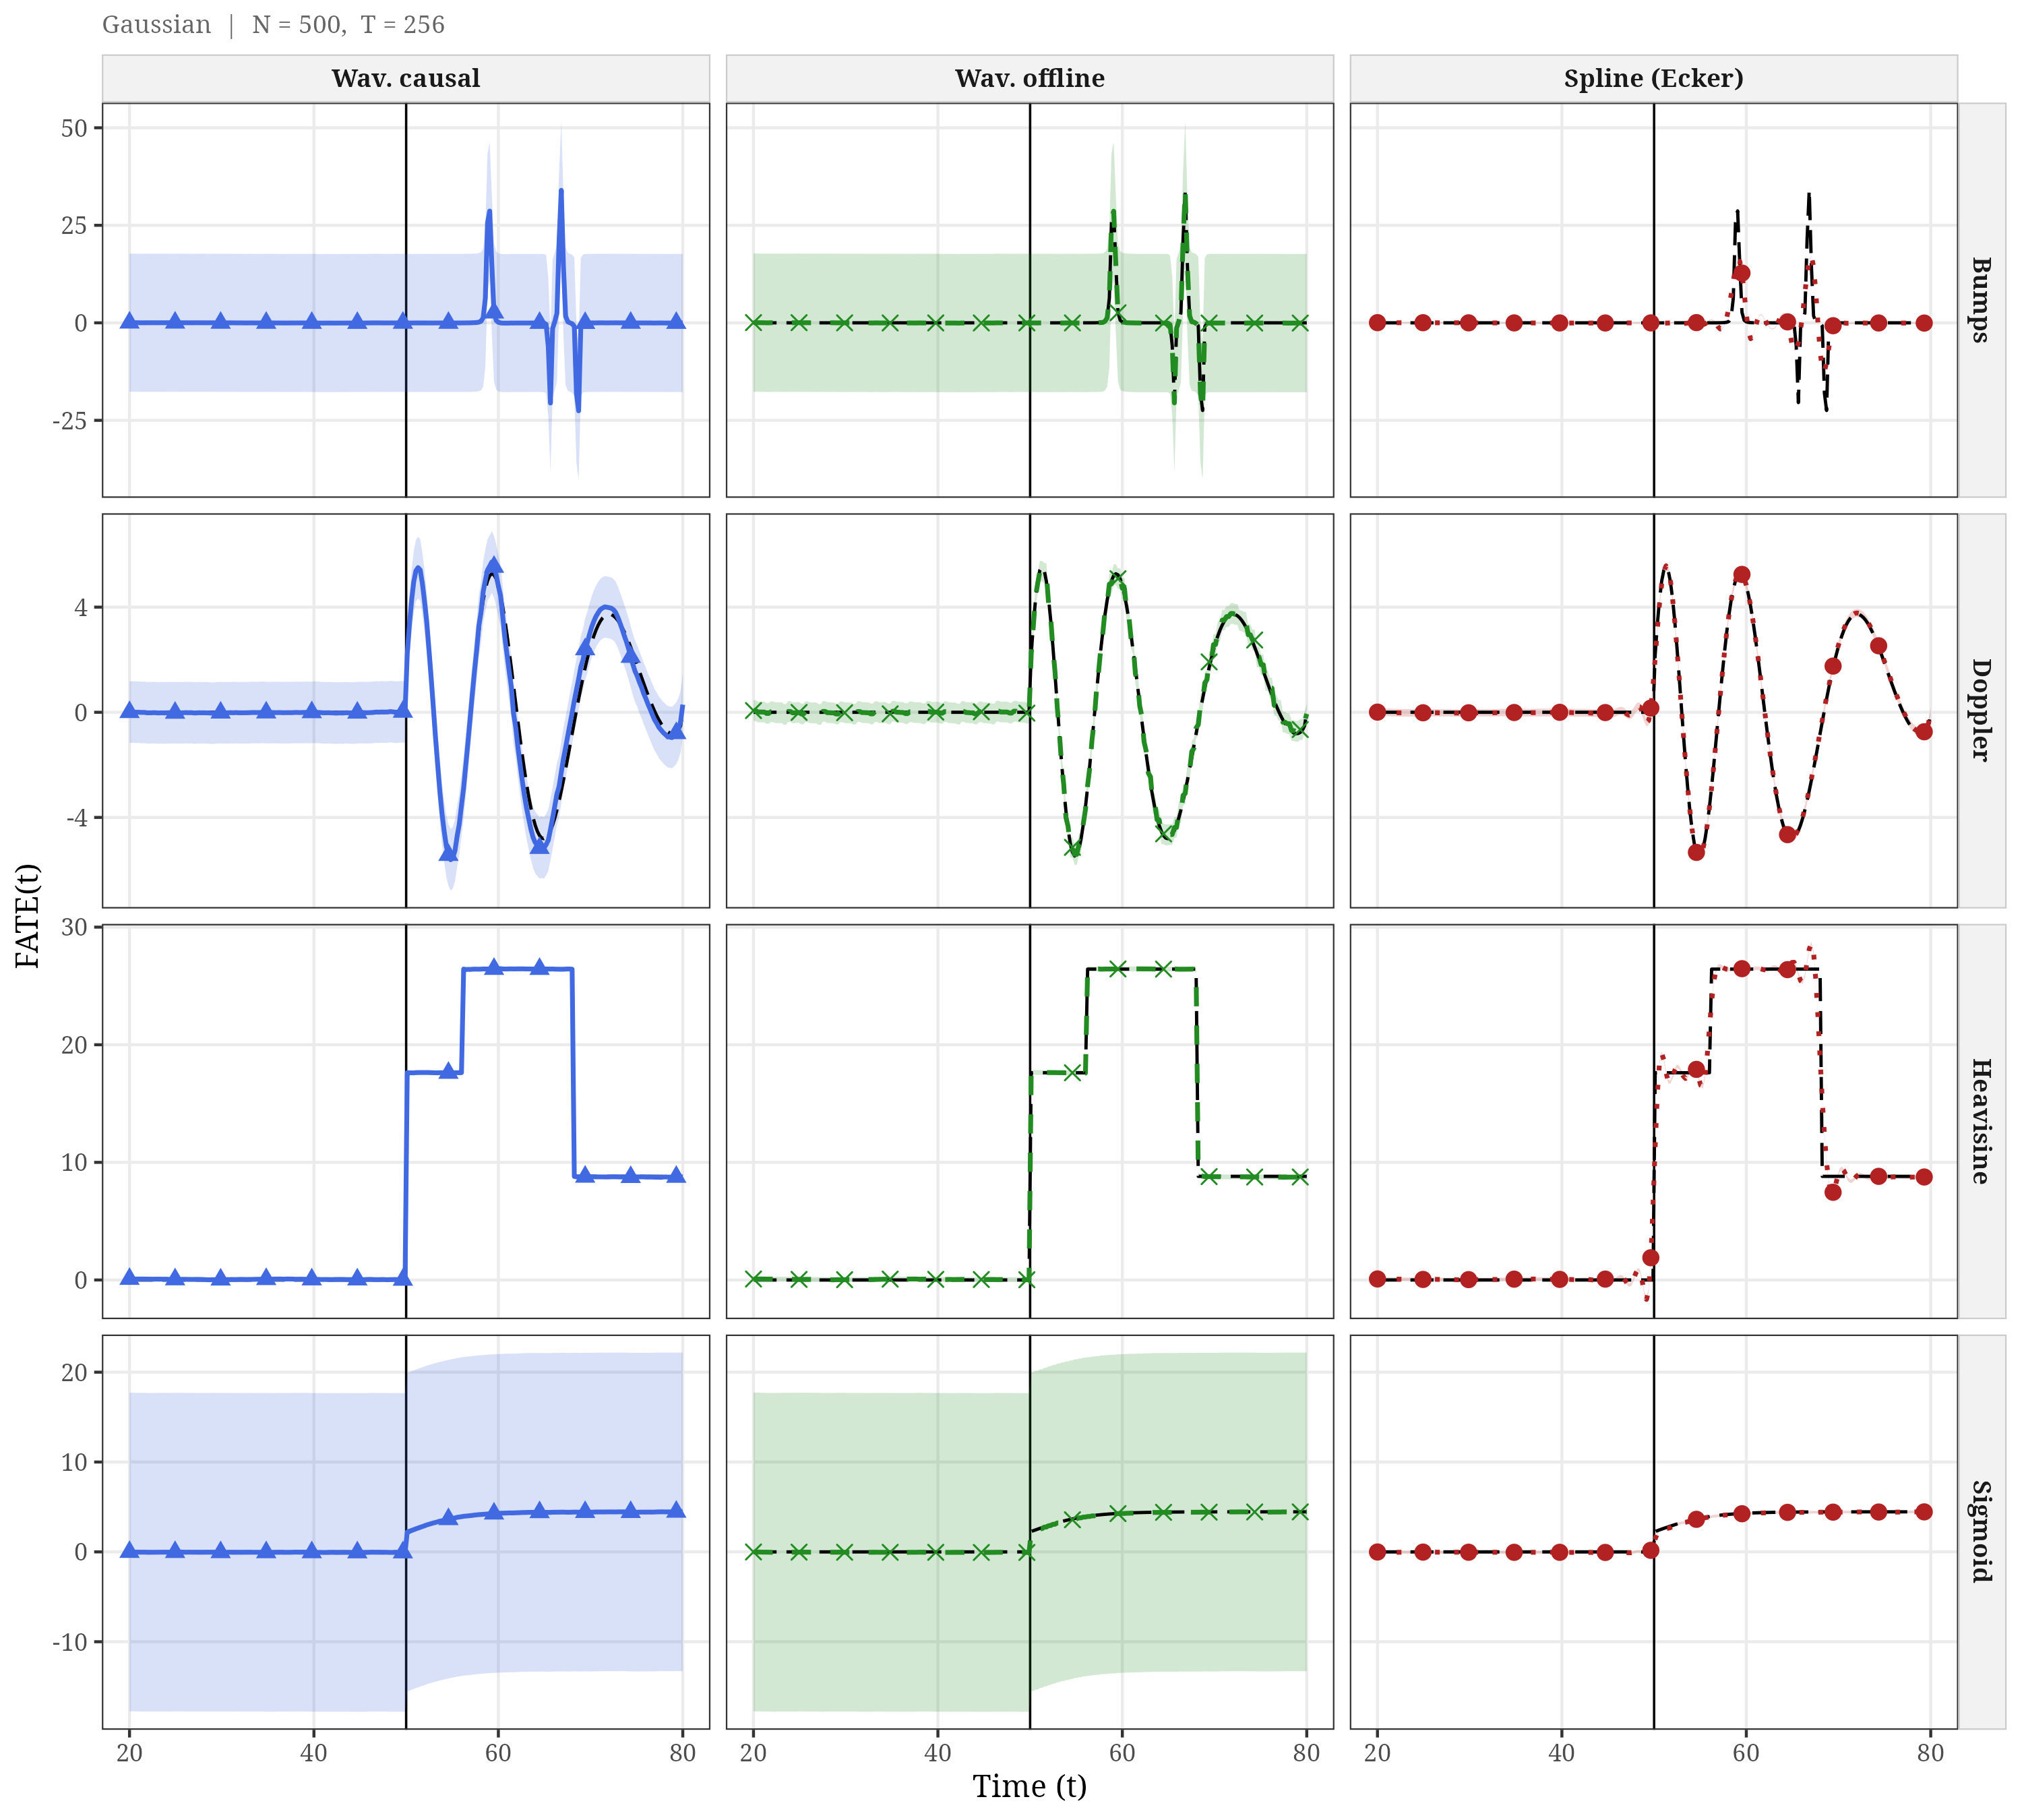 Gaussian | N = 500, T = 256
Wav. causal
Wav. offline
Spline (Ecker)
50
25
0
-25
Bumps
4
0
-4
Doppler
30
20
10
0
Heavisine
20
10
0
-10
Sigmoid
FATE(t)
20 40 60 80
20 40 60 80
20 40 60 80
Time (t)